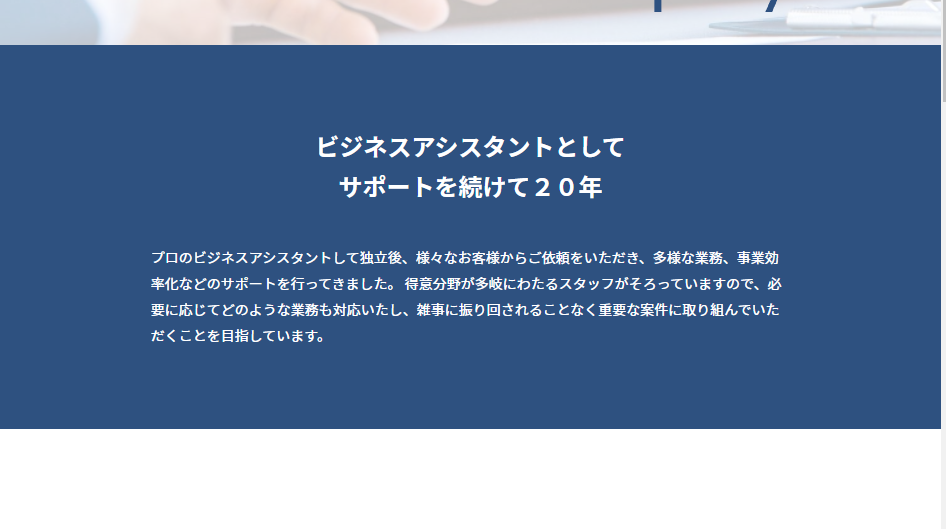 ビジネスアシスタントとして
サポートを続けて２０年
プロのビジネスアシスタントして独立後、様々なお客様からご依頼をいただき、多様な業務、事業効
率化などのサポートを行ってきました。 得意分野が多岐にわたるスタッフがそろっていますので、必
要に応じてどのような業務も対応いたし、雑事に振り回されることなく重要な案件に取り組んでいた
だくことを目指しています。